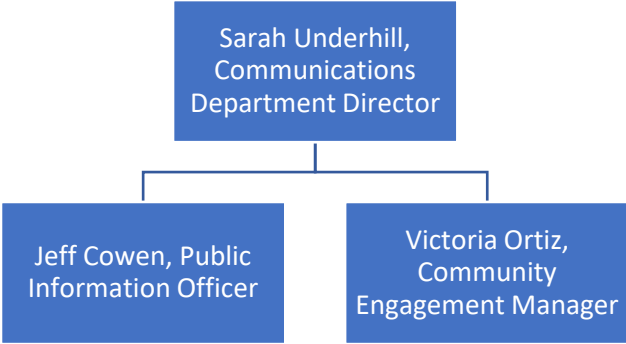 Sarah Underhill,
Communications
Department Director
Jeff Cowen, Public
Information Officer
Victoria Ortiz,
Community
Engagement Manager